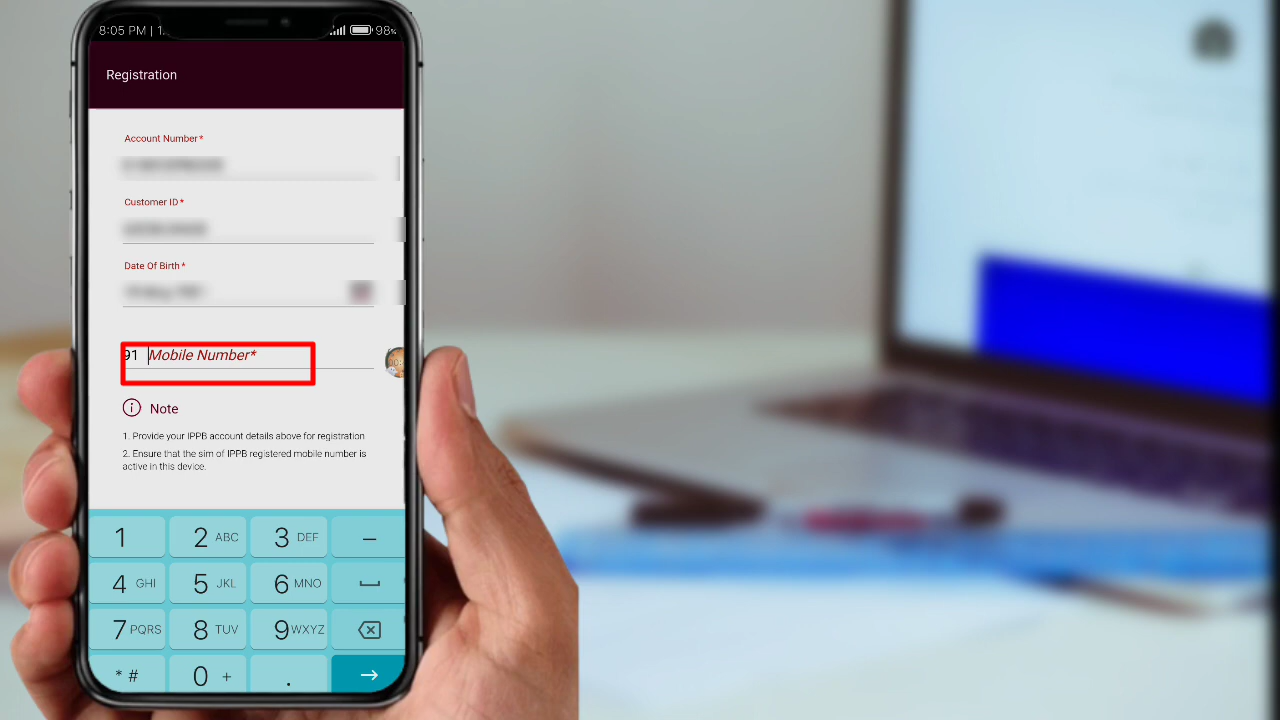 8:05 PM | 1.
98%
Registration
Account Number*
Customer ID*
Date Of Birth*
91 Mobile Number*
Note
1. Provide your IPPB account details above for registration
2. Ensure that the sim of IPPB registered mobile number is
active in this device.
1
2 ABC
3 DEF
4 GHI
5 JKL
6 MNO
7 PQRS
8 TUV
9 WXYZ
* #
0 +
.